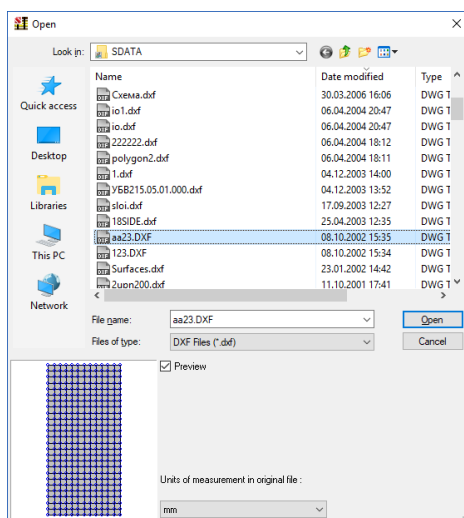 Open
Look in: SDATA
Name Date modified Type
Схема.dxf 30.03.2006 16:06 DWG T
io1.dxf 06.04.2004 20:47 DWG T
io.dxf 06.04.2004 20:47 DWG T
222222.dxf 06.04.2004 18:12 DWG T
polygon2.dxf 06.04.2004 18:11 DWG T
1.dxf 04.12.2003 14:00 DWG T
УБВ215.05.01.000.dxf 04.12.2003 13:52 DWG T
sloi.dxf 17.09.2003 12:27 DWG T
18SIDE.dxf 25.04.2003 12:35 DWG T
aa23.DXF 08.10.2002 15:35 DWG T
123.DXF 08.10.2002 15:34 DWG T
Surfaces.dxf 23.01.2002 14:42 DWG T
2upn200.dxf 11.10.2001 17:41 DWG T
Quick access
Desktop
Libraries
This PC
Network
File name: aa23.DXF Open
Files of type: DXF Files (*.dxf) Cancel
Preview
Units of measurement in original file :
mm